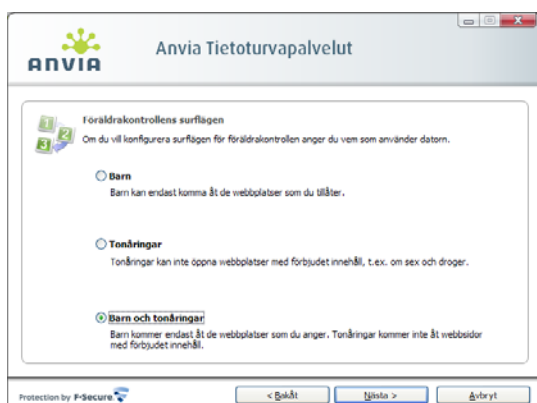 ANVIA
Anvia Tietoturvapalvelut
1
2
3
Föräldrakontrollens surflägen
Om du vill konfigurera surflägen för föräldrakontrollen anger du vem som använder datorn.
Barn
Barn kan endast komma åt de webbplatser som du tillåter.
Tonåringar
Tonåringar kan inte öppna webbplatser med förbjudet innehåll, t.ex. om sex och droger.
Barn och tonåringar
Barn kommer endast åt de webbplatser som du anger. Tonåringar kommer inte åt webbsidor
med förbjudet innehåll.
Protection by F-Secure
< Bakåt
Nästa >
Avbryt